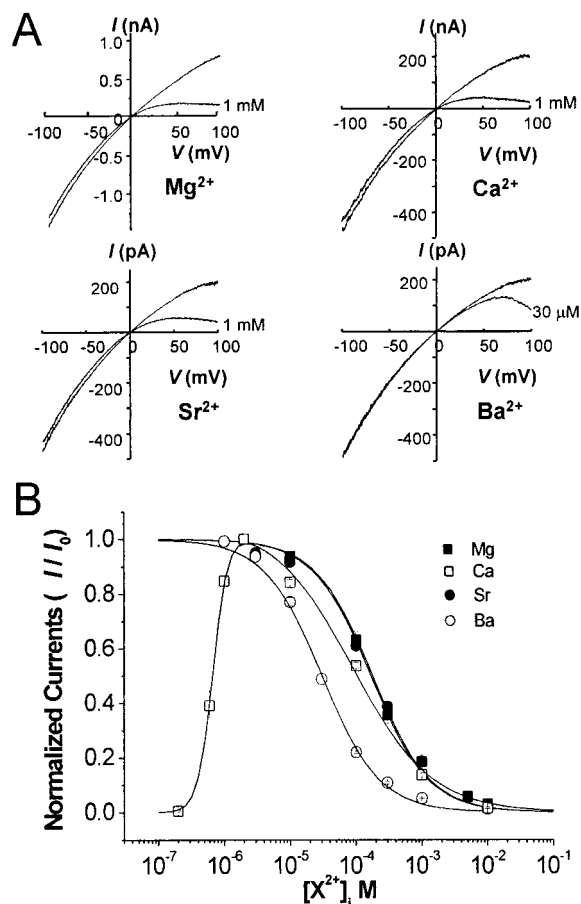 A
I (nA)
1.0
0.5
0
-0.5
-1.0
-100
0
50
100
1 mM
V (mV)
Mg2+
I (nA)
200
-200
-400
-100
0
50
100
1 mM
V (mV)
Ca2+
I (pA)
200
-200
-400
-100
0
50
100
1 mM
V (mV)
Sr2+
I (pA)
200
-200
-400
-100
0
50
100
30 μM
V (mV)
Ba2+
B
Normalized Currents ( I / I0)
1.0
0.8
0.6
0.4
0.2
0.0
Mg
Ca
Sr
Ba
10-7 10-6 10-5 10-4 10-3 10-2 10-1
[X2+]i M